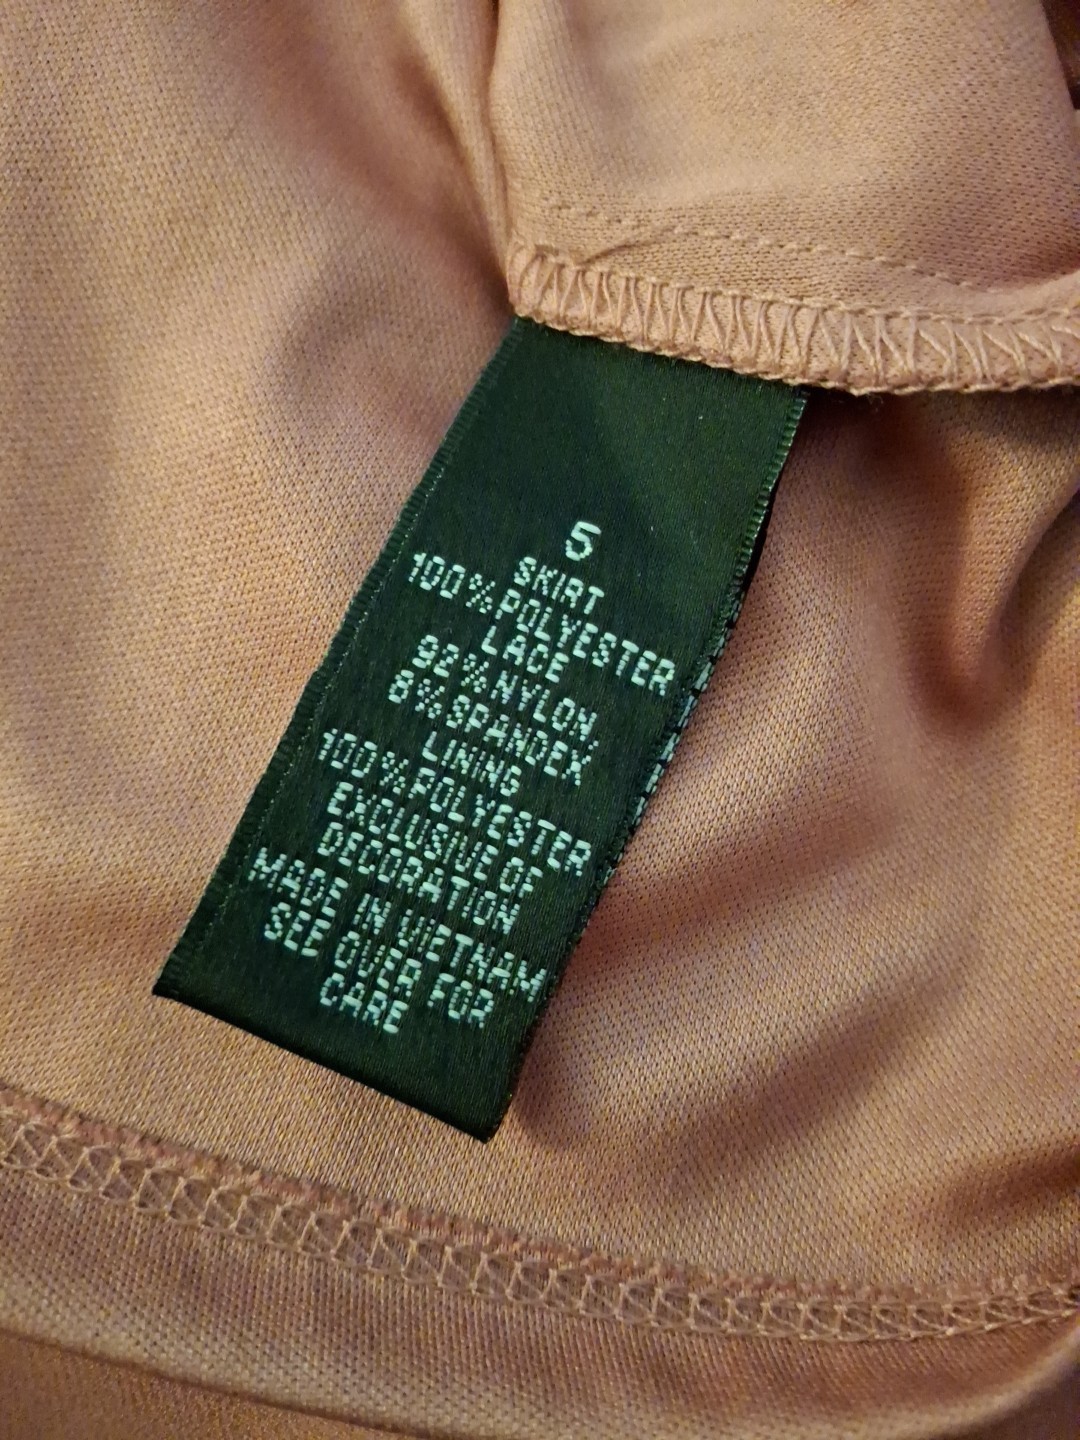 5
SKIRT
100% POLYESTER
LACE
92% NYLON
8% SPANDEX
LINING
100% POLYESTER
EXCLUSIVE OF
DECORATION
MADE IN VIETNAM
SEE OVER FOR
CARE